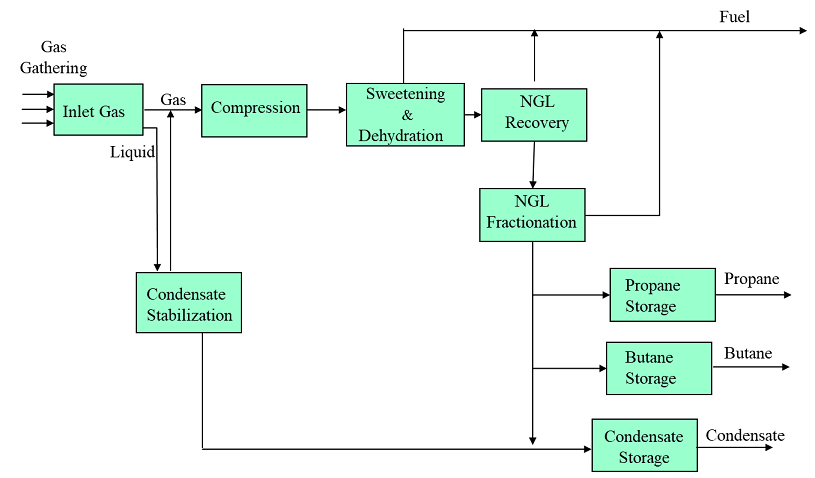 Fuel
Gas
Gathering
Inlet Gas
Gas
Compression
Sweetening
&
Dehydration
NGL
Recovery
Liquid
NGL
Fractionation
Condensate
Stabilization
Propane
Storage
Propane
Butane
Storage
Butane
Condensate
Storage
Condensate